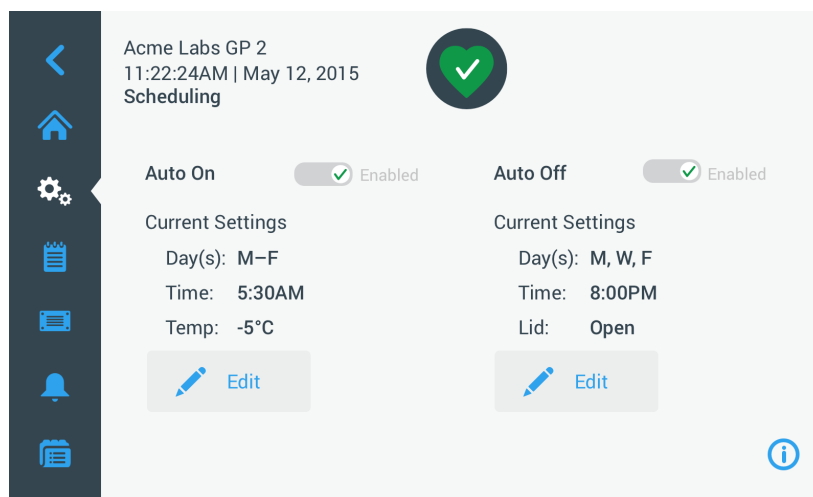 Acme Labs GP 2
11:22:24AM | May 12, 2015
Scheduling
Auto On Enabled
Current Settings
Day(s): M–F
Time: 5:30AM
Temp: -5°C
Edit
Auto Off Enabled
Current Settings
Day(s): M, W, F
Time: 8:00PM
Lid: Open
Edit